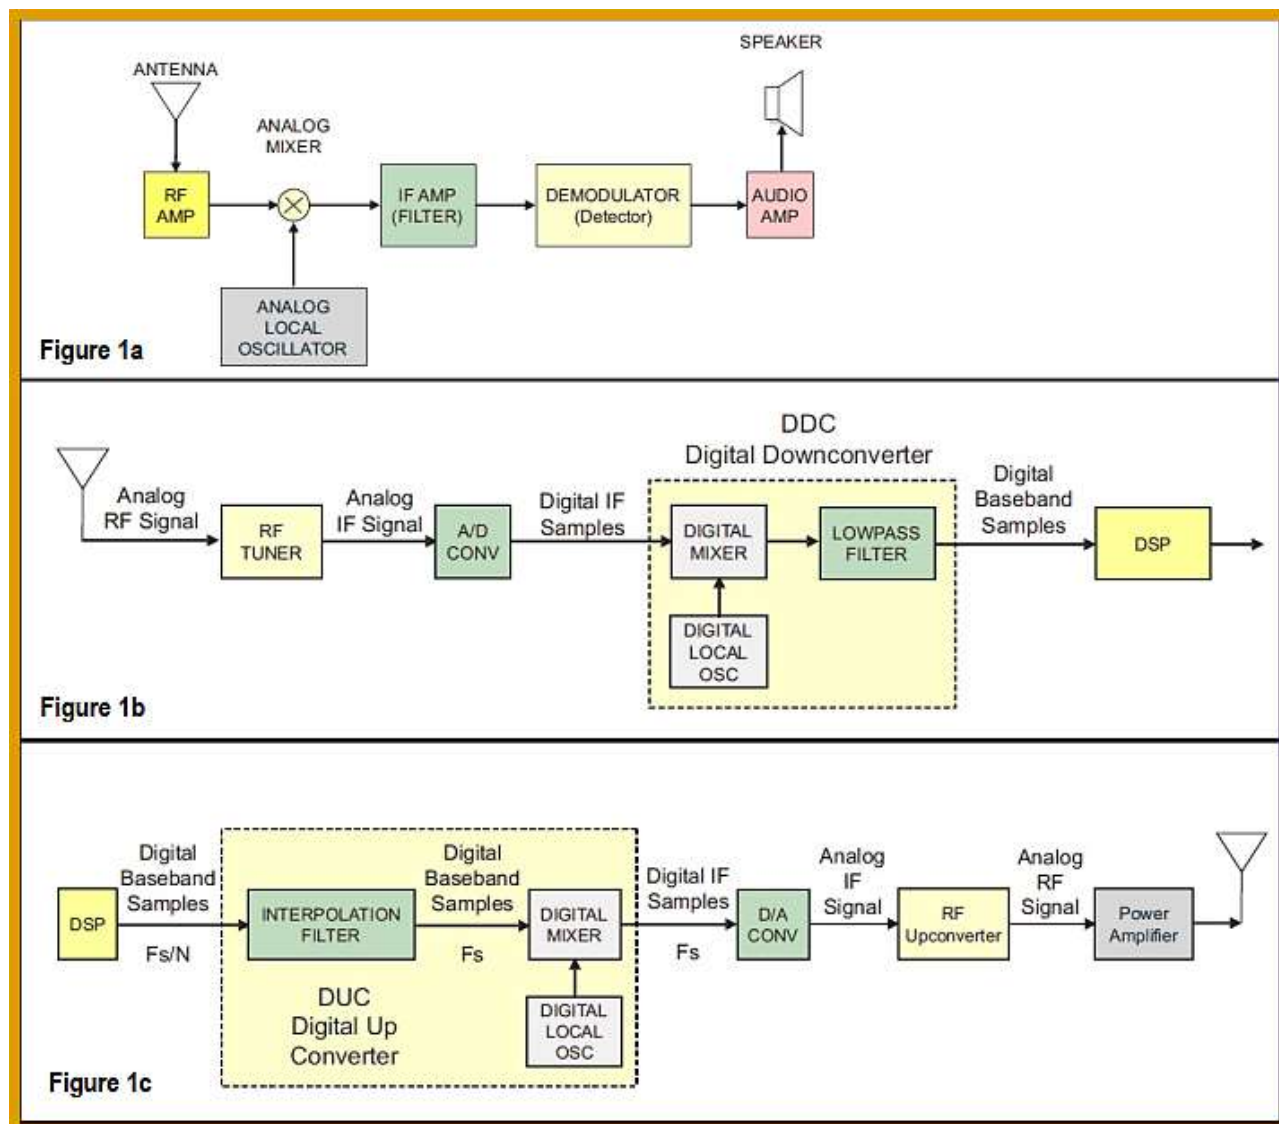 SPEAKER
ANTENNA
ANALOG
MIXER
RF
AMP
IF AMP
(FILTER)
DEMODULATOR
(Detector)
AUDIO
AMP
ANALOG
LOCAL
OSCILLATOR
Figure 1a
DDC
Digital Downconverter
Analog
RF Signal
RF
TUNER
Analog
IF Signal
A/D
CONV
Digital IF
Samples
DIGITAL
MIXER
LOWPASS
FILTER
Digital
Baseband
Samples
DSP
DIGITAL
LOCAL
OSC
Figure 1b
DSP
Digital
Baseband
Samples
Fs/N
INTERPOLATION
FILTER
Digital
Baseband
Samples
Fs
DIGITAL
MIXER
Digital IF
Samples
Fs
D/A
CONV
Analog
IF
Signal
RF
Upconverter
Analog
RF
Signal
Power
Amplifier
DUC
Digital Up
Converter
DIGITAL
LOCAL
OSC
Figure 1c